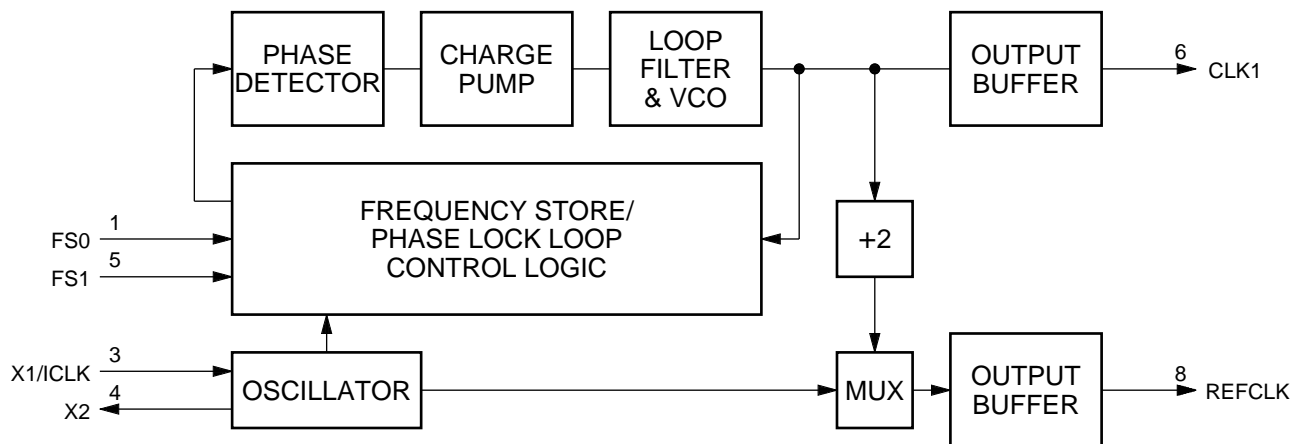 PHASE
DETECTOR
CHARGE
PUMP
LOOP
FILTER
& VCO
OUTPUT
BUFFER
6
CLK1
FREQUENCY STORE/
PHASE LOCK LOOP
CONTROL LOGIC
FS0
1
FS1
5
+2
X1/ICLK
3
X2
4
OSCILLATOR
MUX
OUTPUT
BUFFER
8
REFCLK